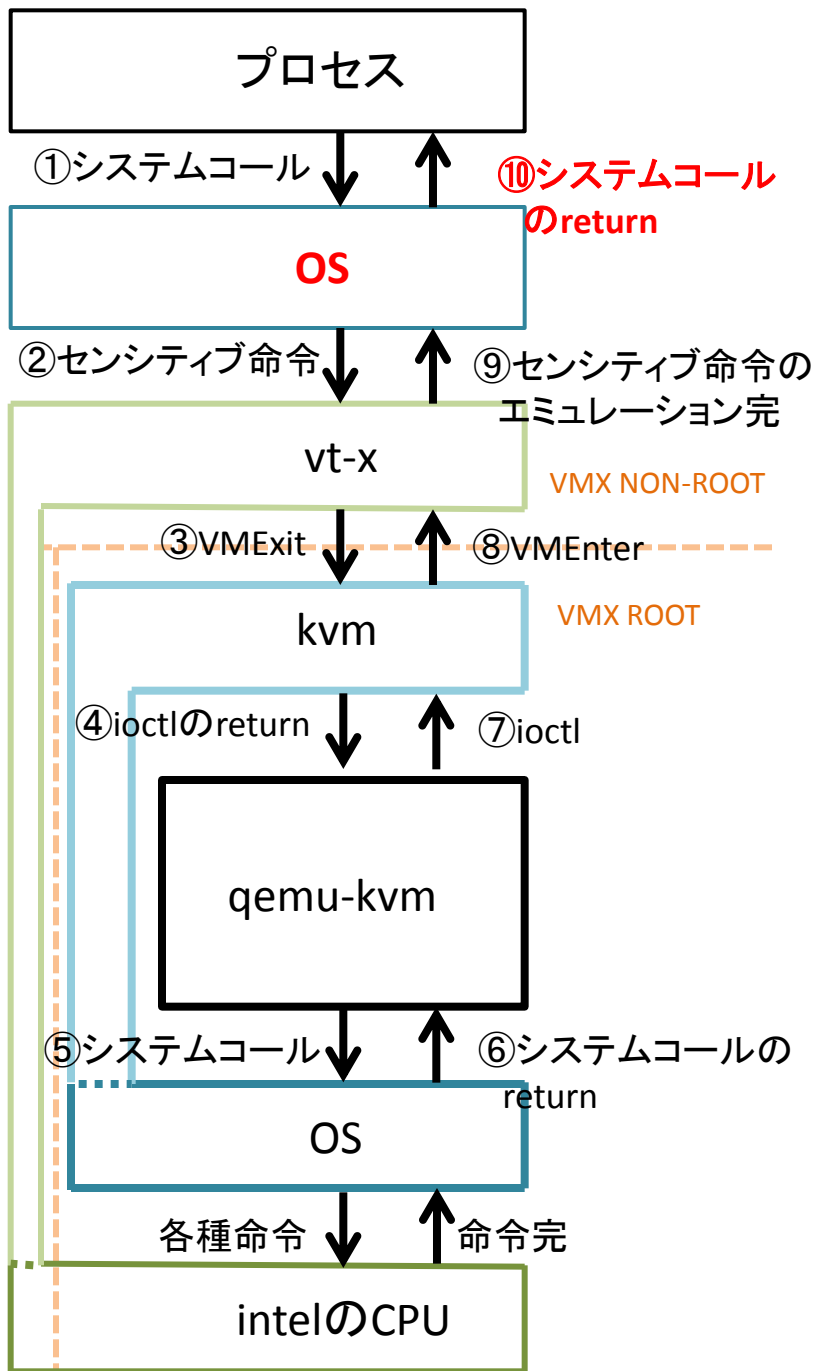 プロセス
①システムコール
⑩システムコール
のreturn
OS
②センシティブ命令
⑨センシティブ命令の
エミュレーション完
vt-x
VMX NON-ROOT
③VMExit
⑧VMEnter
kvm
VMX ROOT
④ioctlのreturn
⑦ioctl
qemu-kvm
⑤システムコール
⑥システムコールの
return
OS
各種命令
命令完
intelのCPU